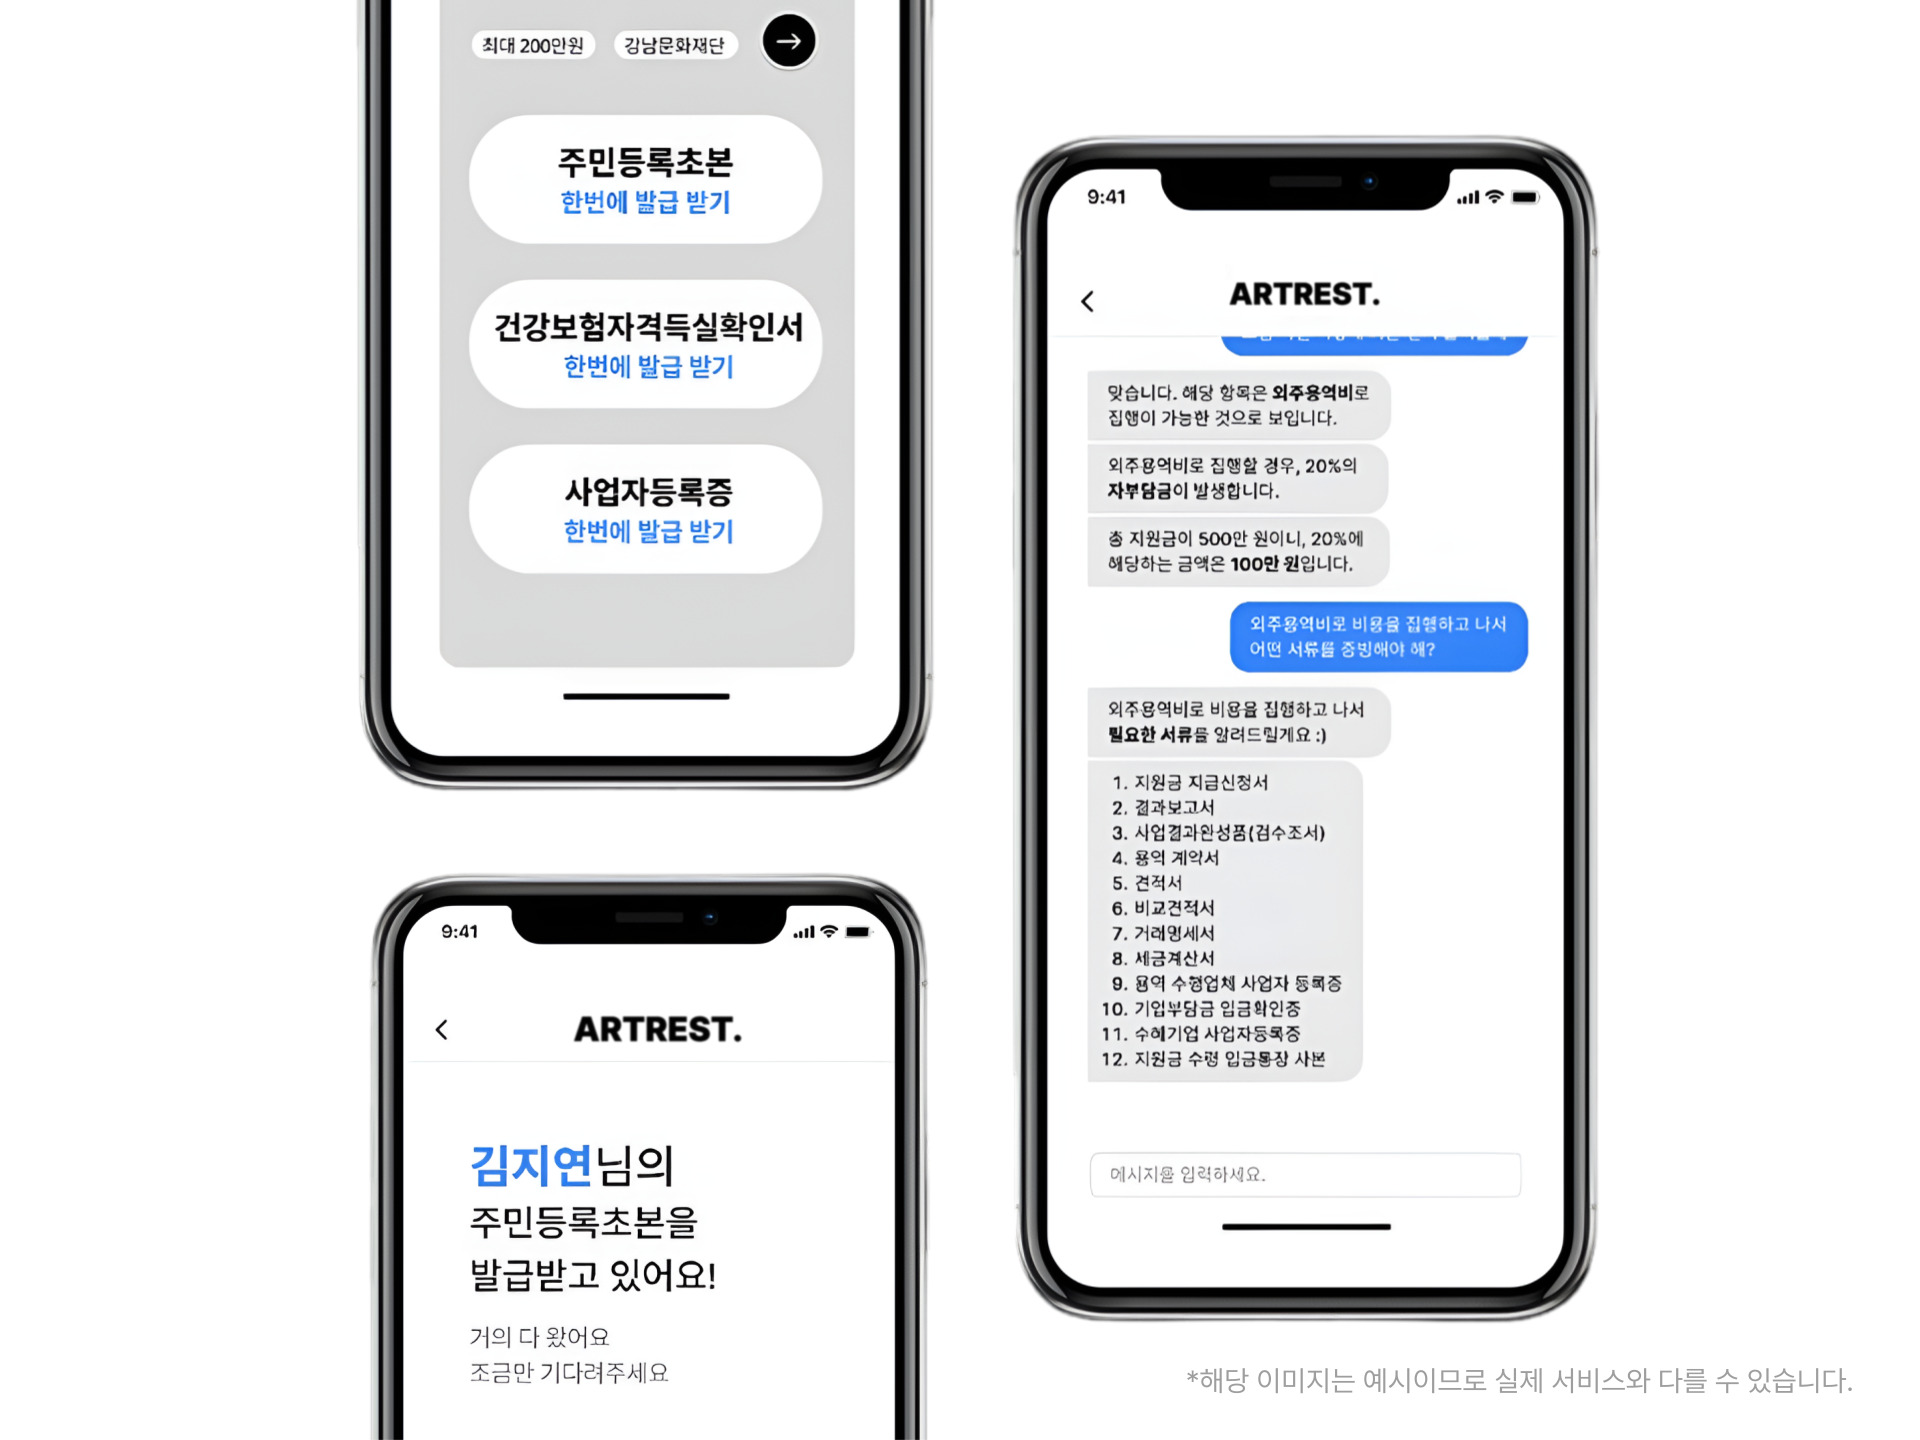 최대 200만원
강남문화재단
주민등록초본
한번에 발급 받기
건강보험자격득실확인서
한번에 발급 받기
사업자등록증
한번에 발급 받기
9:41
ARTREST.
김지연님의
주민등록초본을
발급받고 있어요!
거의 다 왔어요
조금만 기다려주세요
9:41
ARTREST.
맞습니다. 해당 항목은 외주용역비로
집행이 가능한 것으로 보입니다.
외주용역비로 집행할 경우, 20%의
자부담금이 발생합니다.
총 지원금이 500만 원이니, 20%에
해당하는 금액은 100만 원입니다.
외주용역비로 비용을 집행하고 나서
어떤 서류를 증빙해야 해?
외주용역비로 비용을 집행하고 나서
필요한 서류를 알려드릴게요 :)
1. 지원금 지급신청서
2. 결과보고서
3. 사업결과완성품(검수조서)
4. 용역 계약서
5. 견적서
6. 비교견적서
7. 거래명세서
8. 세금계산서
9. 용역 수행업체 사업자 등록증
10. 기업부담금 입금확인증
11. 수혜기업 사업자등록증
12. 지원금 수령 입금통장 사본
메시지를 입력하세요.
*해당 이미지는 예시이므로 실제 서비스와 다를 수 있습니다.